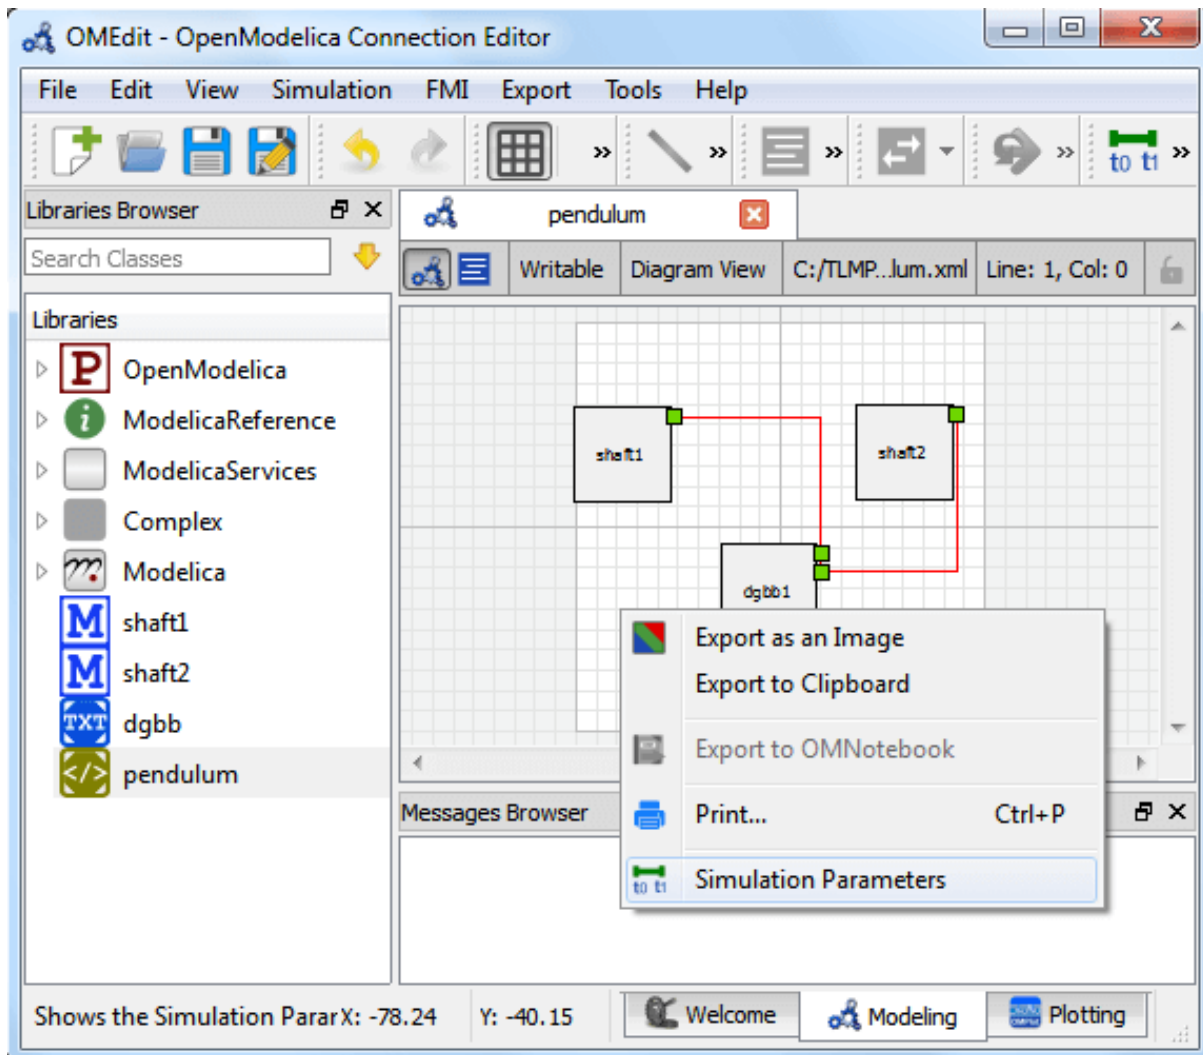 OMEdit - OpenModelica Connection Editor
File Edit View Simulation FMI Export Tools Help
t0 t1
Libraries Browser
pendulum
Search Classes
Writable Diagram View C:/TLMP...lum.xml Line: 1, Col: 0
Libraries
P OpenModelica
i ModelicaReference
ModelicaServices
Complex
m Modelica
M shaft1
M shaft2
TXT dgbb
</> pendulum
shaft1
shaft2
dgbb1
Export as an Image
Export to Clipboard
Export to OMNotebook
Print... Ctrl+P
t0 t1 Simulation Parameters
Messages Browser
Shows the Simulation Parar X: -78.24 Y: -40.15
Welcome Modeling Plotting